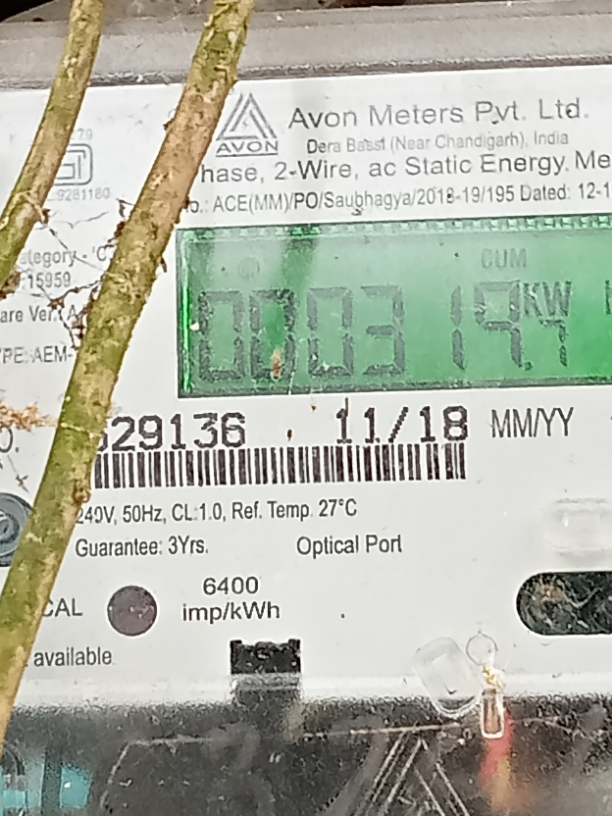 Avon Meters Pvt. Ltd.
AVON
Dera Bassi (Near Chandigarh), India
hase, 2-Wire, ac Static Energy Me
o.: ACE(MM)/PO/Saubhagya/2018-19/195 Dated: 12-1
9281160
ategory - 'C
15959
are Ver.: A
PE: AEM-
CUM
000319.7 KW
29136 11/18 MM/YY
240V, 50Hz, CL:1.0, Ref. Temp. 27°C
Guarantee: 3Yrs. Optical Port
CAL 6400
imp/kWh
available